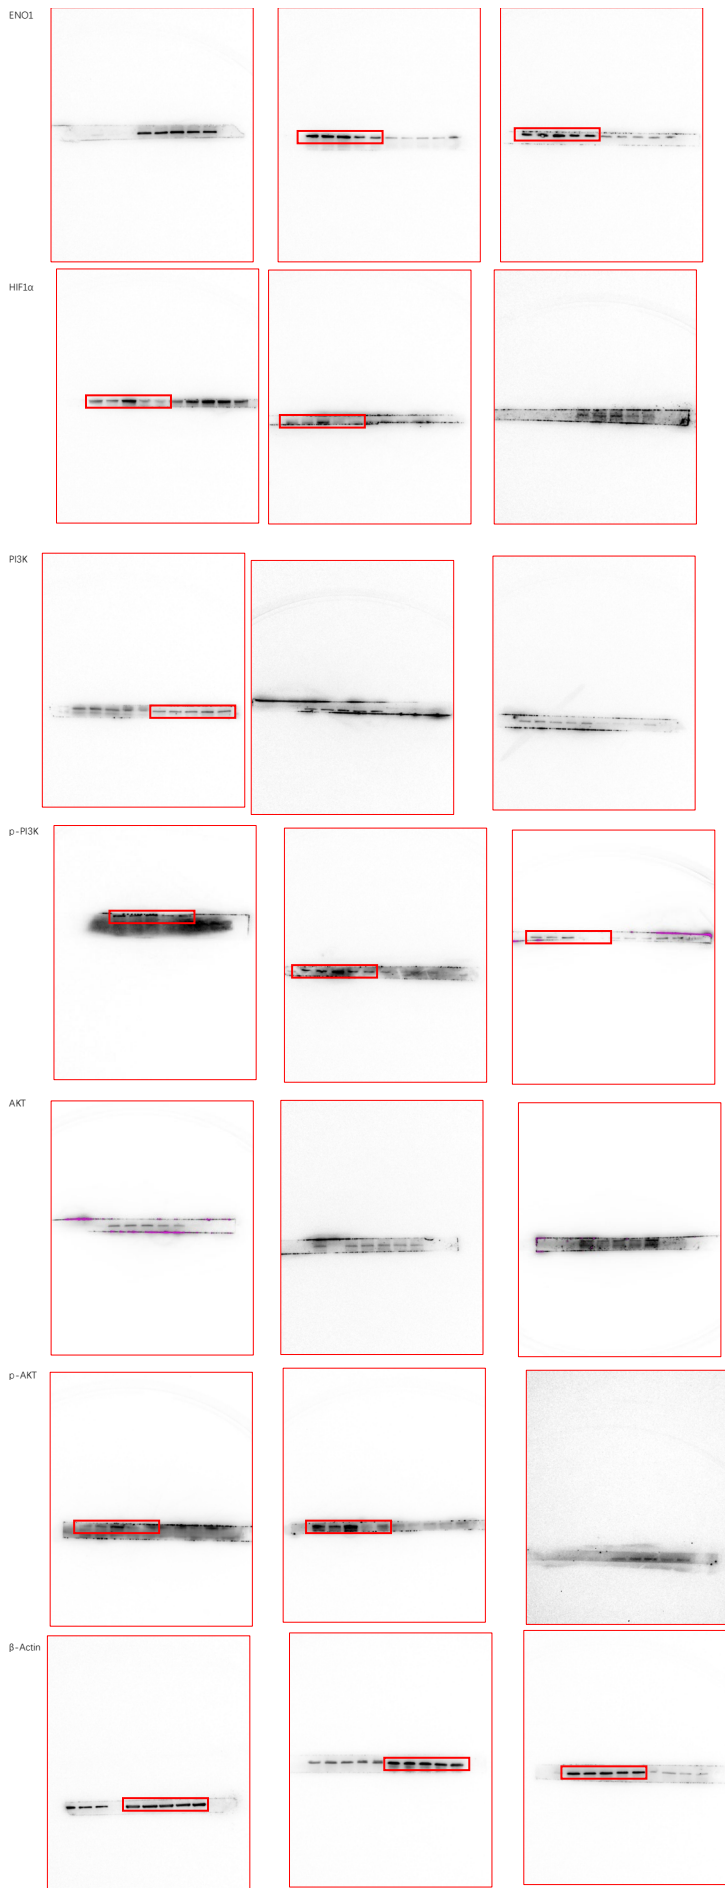 ENO1
HIF1α
PI3K
p-PI3K
AKT
p-AKT
β-Actin